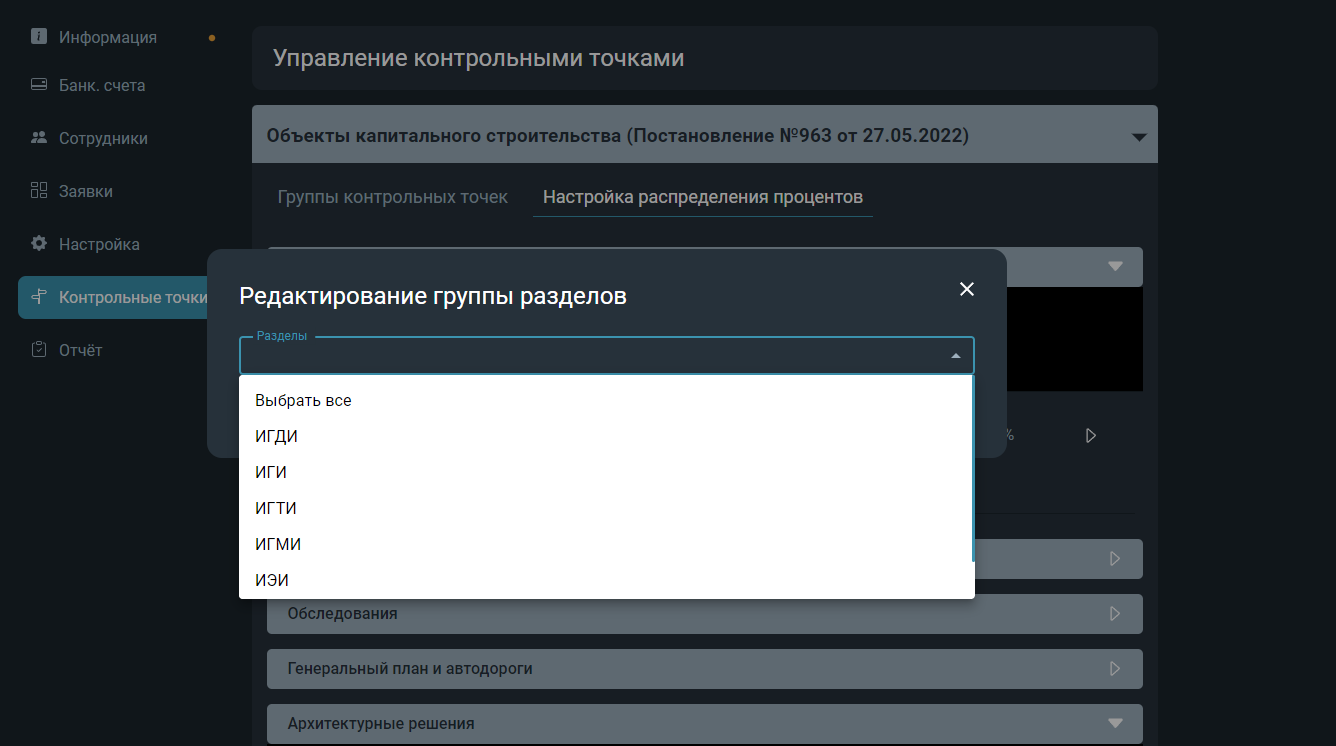 Информация
Банк. счета
Сотрудники
Заявки
Настройка
Контрольные точки
Отчёт
Управление контрольными точками
Объекты капитального строительства (Постановление №963 от 27.05.2022)
Группы контрольных точек
Настройка распределения процентов
Редактирование группы разделов
Разделы
Выбрать все
ИГДИ
ИГИ
ИГТИ
ИГМИ
ИЭИ
%
Обследования
Генеральный план и автодороги
Архитектурные решения